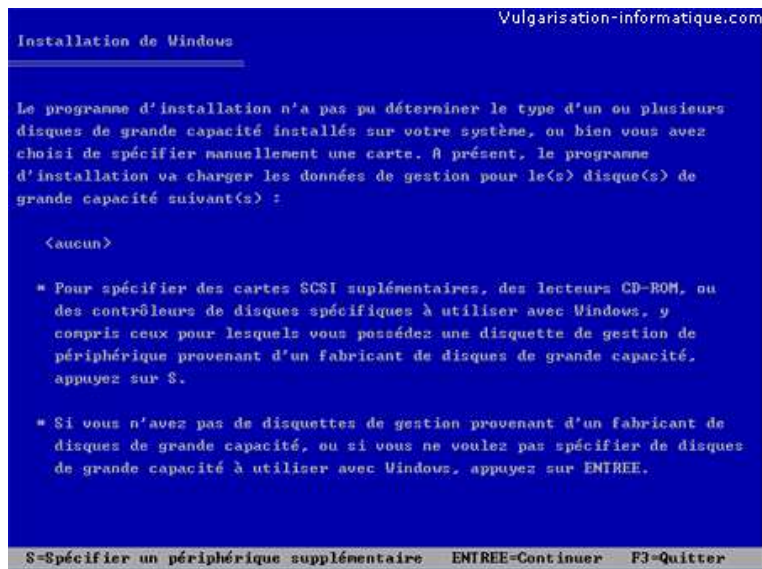 Vulgarisation-informatique.com
Installation de Windows
Le programme d'installation n'a pas pu déterminer le type d'un ou plusieurs
disques de grande capacité installés sur votre système, ou bien vous avez
choisi de spécifier manuellement une carte. A présent, le programme
d'installation va charger les données de gestion pour le(s) disque(s) de
grande capacité suivant(s) :
<aucun>
* Pour spécifier des cartes SCSI suplémentaires, des lecteurs CD-ROM, ou
des contrôleurs de disques spécifiques à utiliser avec Windows, y
compris ceux pour lesquels vous possédez une disquette de gestion de
périphérique provenant d'un fabricant de disques de grande capacité,
appuyez sur S.
* Si vous n'avez pas de disquettes de gestion provenant d'un fabricant de
disques de grande capacité, ou si vous ne voulez pas spécifier de disques
de grande capacité à utiliser avec Windows, appuyez sur ENTREE.
S=Spécifier un périphérique supplémentaire ENTREE=Continuer F3=Quitter